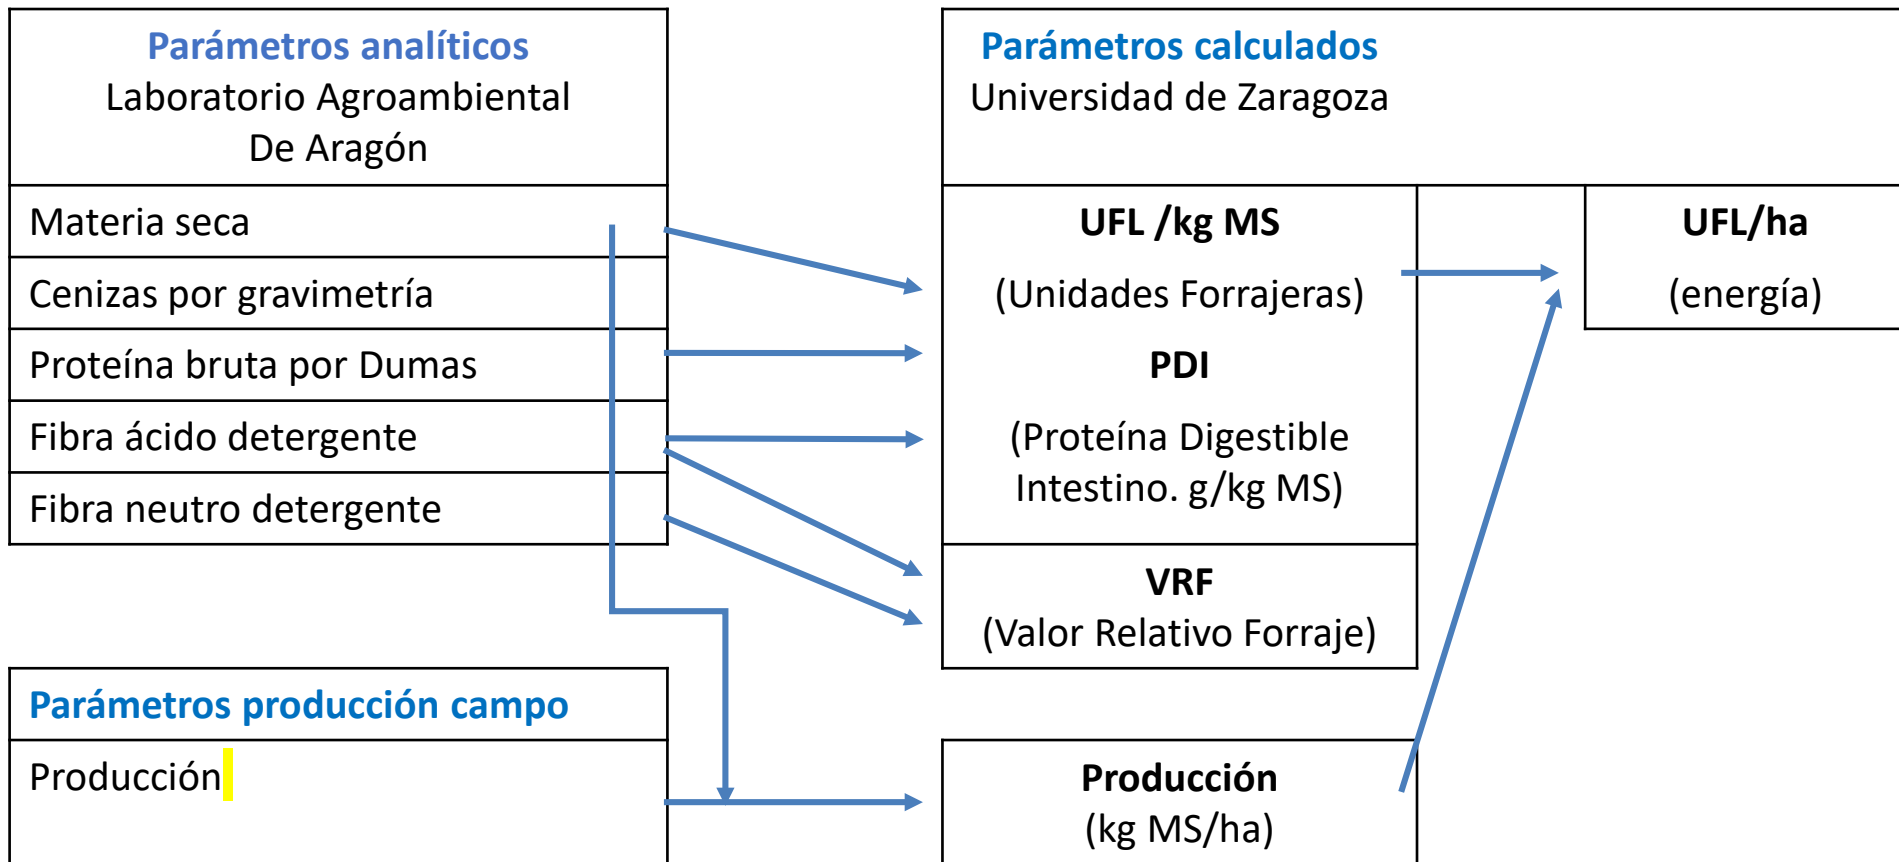 Parámetros analíticos
Laboratorio Agroambiental
De Aragón
Materia seca
Cenizas por gravimetría
Proteína bruta por Dumas
Fibra ácido detergente
Fibra neutro detergente
Parámetros producción campo
Producción
Parámetros calculados
Universidad de Zaragoza
UFL /kg MS
(Unidades Forrajeras)
PDI
(Proteína Digestible
Intestino. g/kg MS)
VRF
(Valor Relativo Forraje)
Producción
(kg MS/ha)
UFL/ha
(energía)